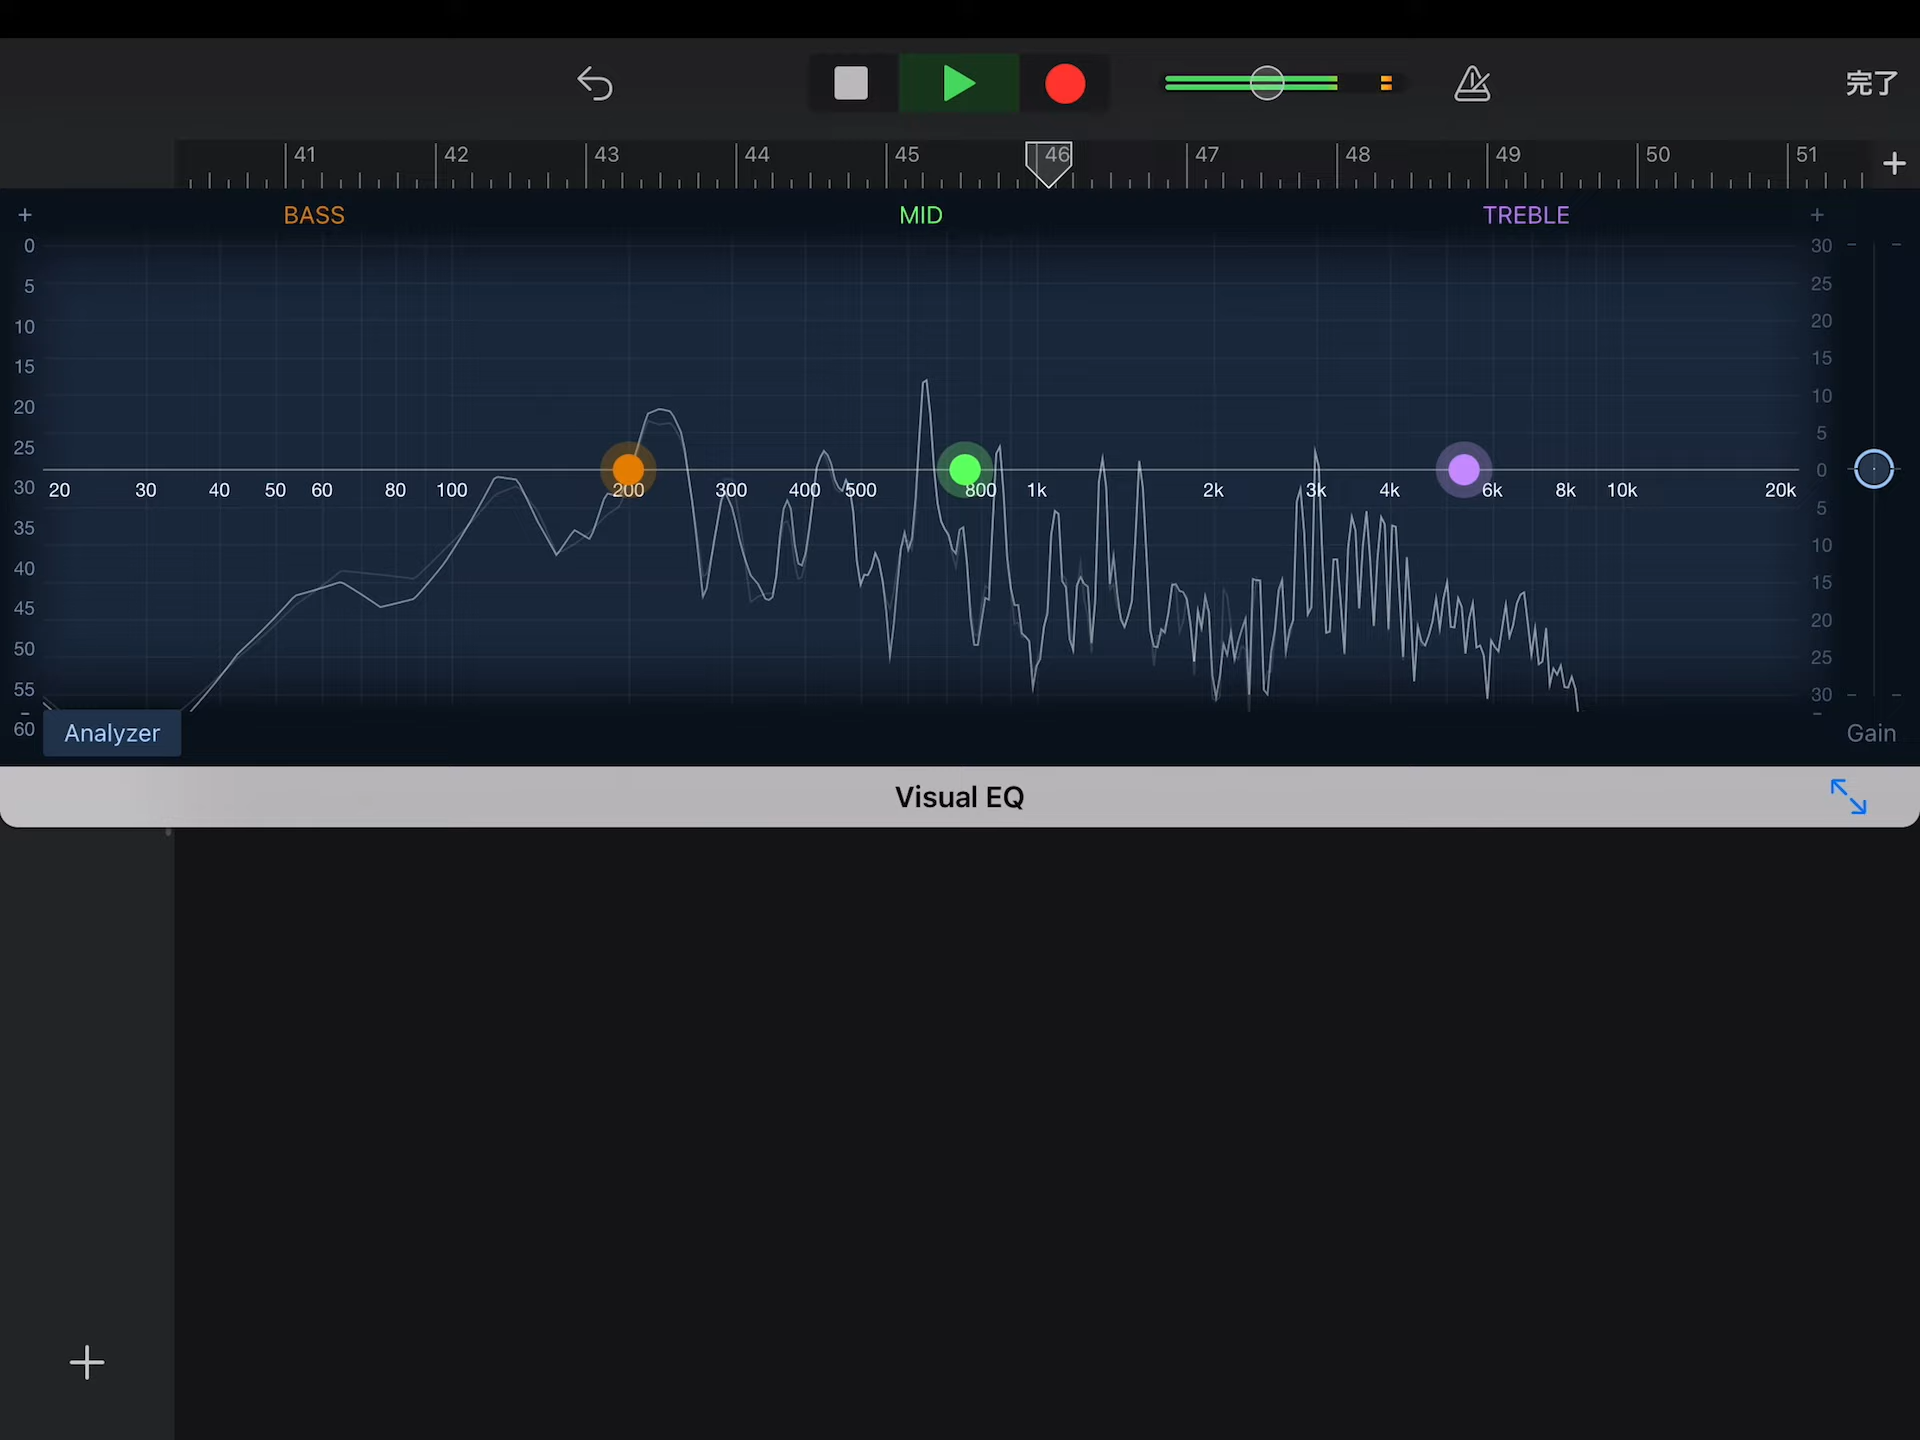 完了
41 42 43 44 45 46 47 48 49 50 51
+ BASS MID TREBLE +
0 30
5 25
10 20
15 15
20 10
25 5
0
30 20 30 40 50 60 80 100 200 300 400 500 800 1k 2k 3k 4k 6k 8k 10k 20k
35 5
40 10
45 15
50 20
55 25
- 30
60 -
Analyzer Gain
Visual EQ